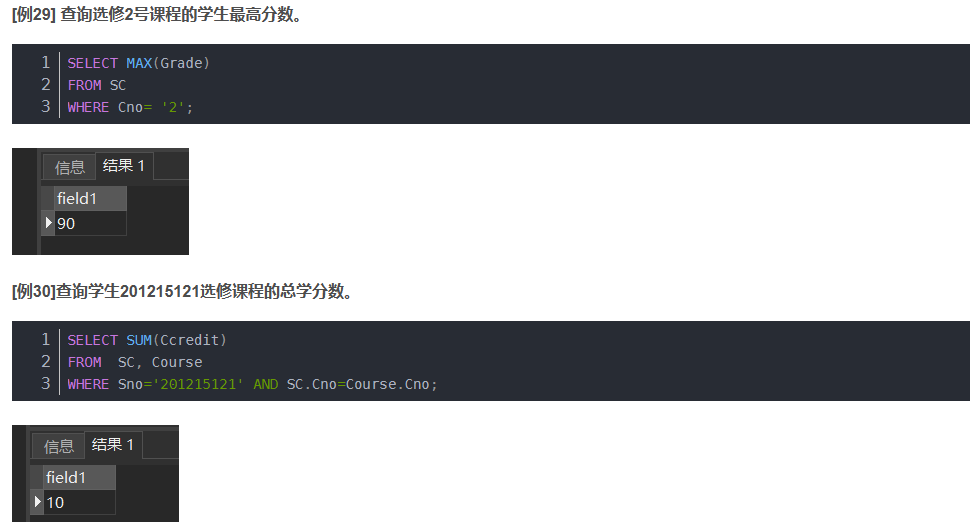 [例29] 查询选修2号课程的学生最高分数。
1 SELECT MAX(Grade)
2 FROM SC
3 WHERE Cno= '2';
信息 结果 1
field1
90
[例30]查询学生201215121选修课程的总学分数。
1 SELECT SUM(Ccredit)
2 FROM  SC, Course
3 WHERE Sno='201215121' AND SC.Cno=Course.Cno;
信息 结果 1
field1
10